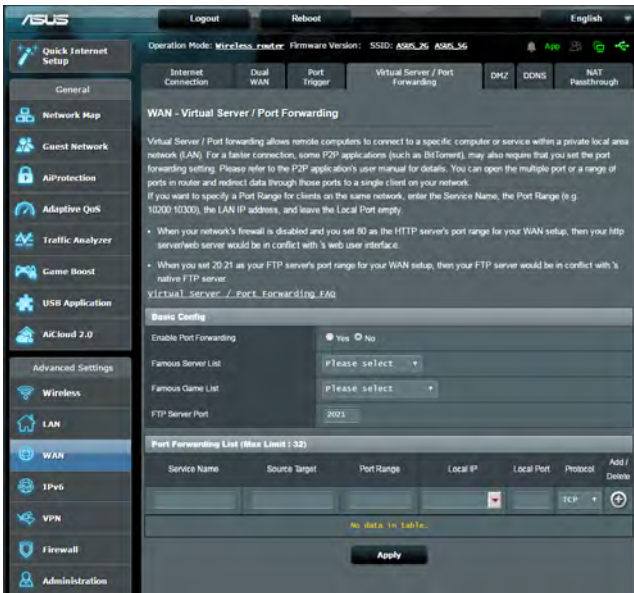 ASUS
Logout
Reboot
English
Operation Mode: Wireless router Firmware Version: SSID: ASUS_2G ASUS_5G
App
Quick Internet
Setup
General
Network Map
Guest Network
AiProtection
Adaptive QoS
Traffic Analyzer
Game Boost
USB Application
AiCloud 2.0
Advanced Settings
Wireless
LAN
WAN
IPv6
VPN
Firewall
Administration
Internet
Connection
Dual
WAN
Port
Trigger
Virtual Server / Port
Forwarding
DMZ
DDNS
NAT
Passthrough
WAN - Virtual Server / Port Forwarding
Virtual Server / Port forwarding allows remote computers to connect to a specific computer or service within a private local area
network (LAN). For a faster connection, some P2P applications (such as BitTorrent), may also require that you set the port
forwarding setting. Please refer to the P2P application's user manual for details. You can open the multiple port or a range of
ports in router and redirect data through those ports to a single client on your network.
If you want to specify a Port Range for clients on the same network, enter the Service Name, the Port Range (e.g.
10200:10300), the LAN IP address, and leave the Local Port empty.
• When your network's firewall is disabled and you set 80 as the HTTP server's port range for your WAN setup, then your http
server/web server would be in conflict with 's web user interface.
• When you set 20:21 as your FTP server's port range for your WAN setup, then your FTP server would be in conflict with 's
native FTP server.
Virtual Server / Port Forwarding FAQ
Basic Config
Enable Port Forwarding
Yes No
Famous Server List
Please select
Famous Game List
Please select
FTP Server Port
2021
Port Forwarding List (Max Limit : 32)
Service Name
Source Target
Port Range
Local IP
Local Port
Protocol
Add /
Delete
TCP
No data in table.
Apply